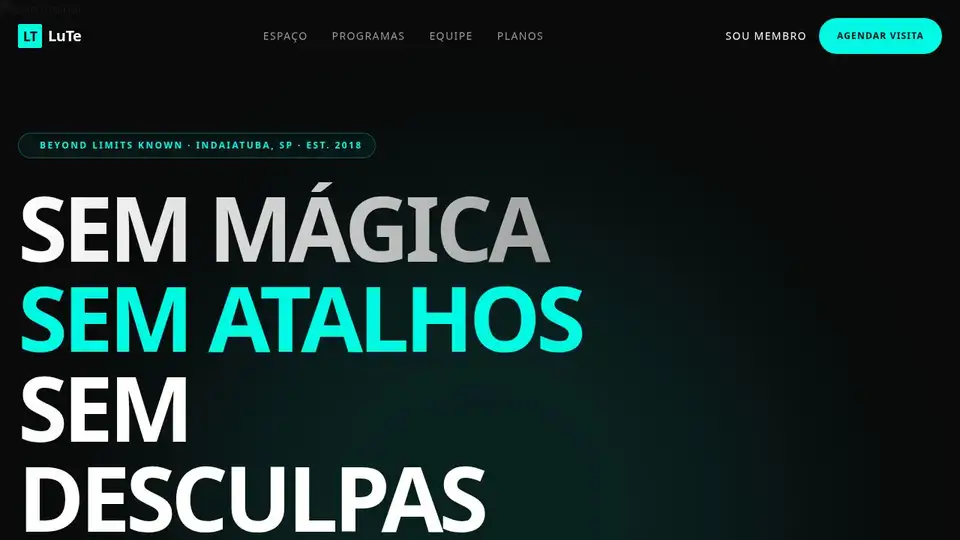 LT LuTe
ESPAÇO PROGRAMAS EQUIPE PLANOS
SOU MEMBRO
AGENDAR VISITA
BEYOND LIMITS KNOWN · INDAIATUBA, SP · EST. 2018
SEM MÁGICA
SEM ATALHOS
SEM
DESCULPAS